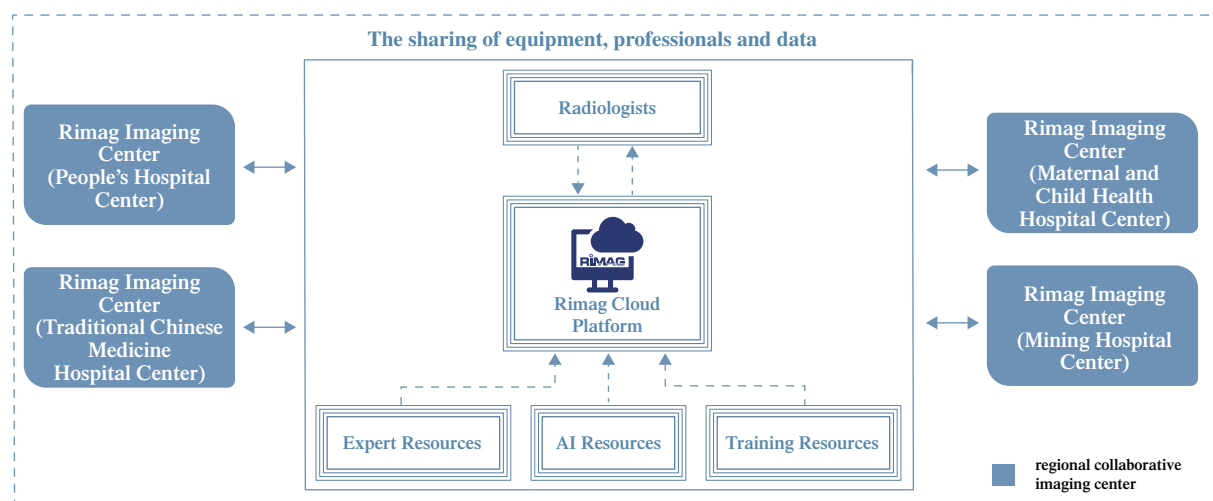 The sharing of equipment, professionals and data
Radiologists
Rimag Imaging
Center
(People's Hospital
Center)
Rimag Imaging
Center
(Maternal and
Child Health
Hospital Center)
RIMAG
Rimag Cloud
Platform
Rimag Imaging
Center
(Traditional Chinese
Medicine
Hospital Center)
Rimag Imaging
Center
(Mining Hospital
Center)
Expert Resources
AI Resources
Training Resources
regional collaborative
imaging center